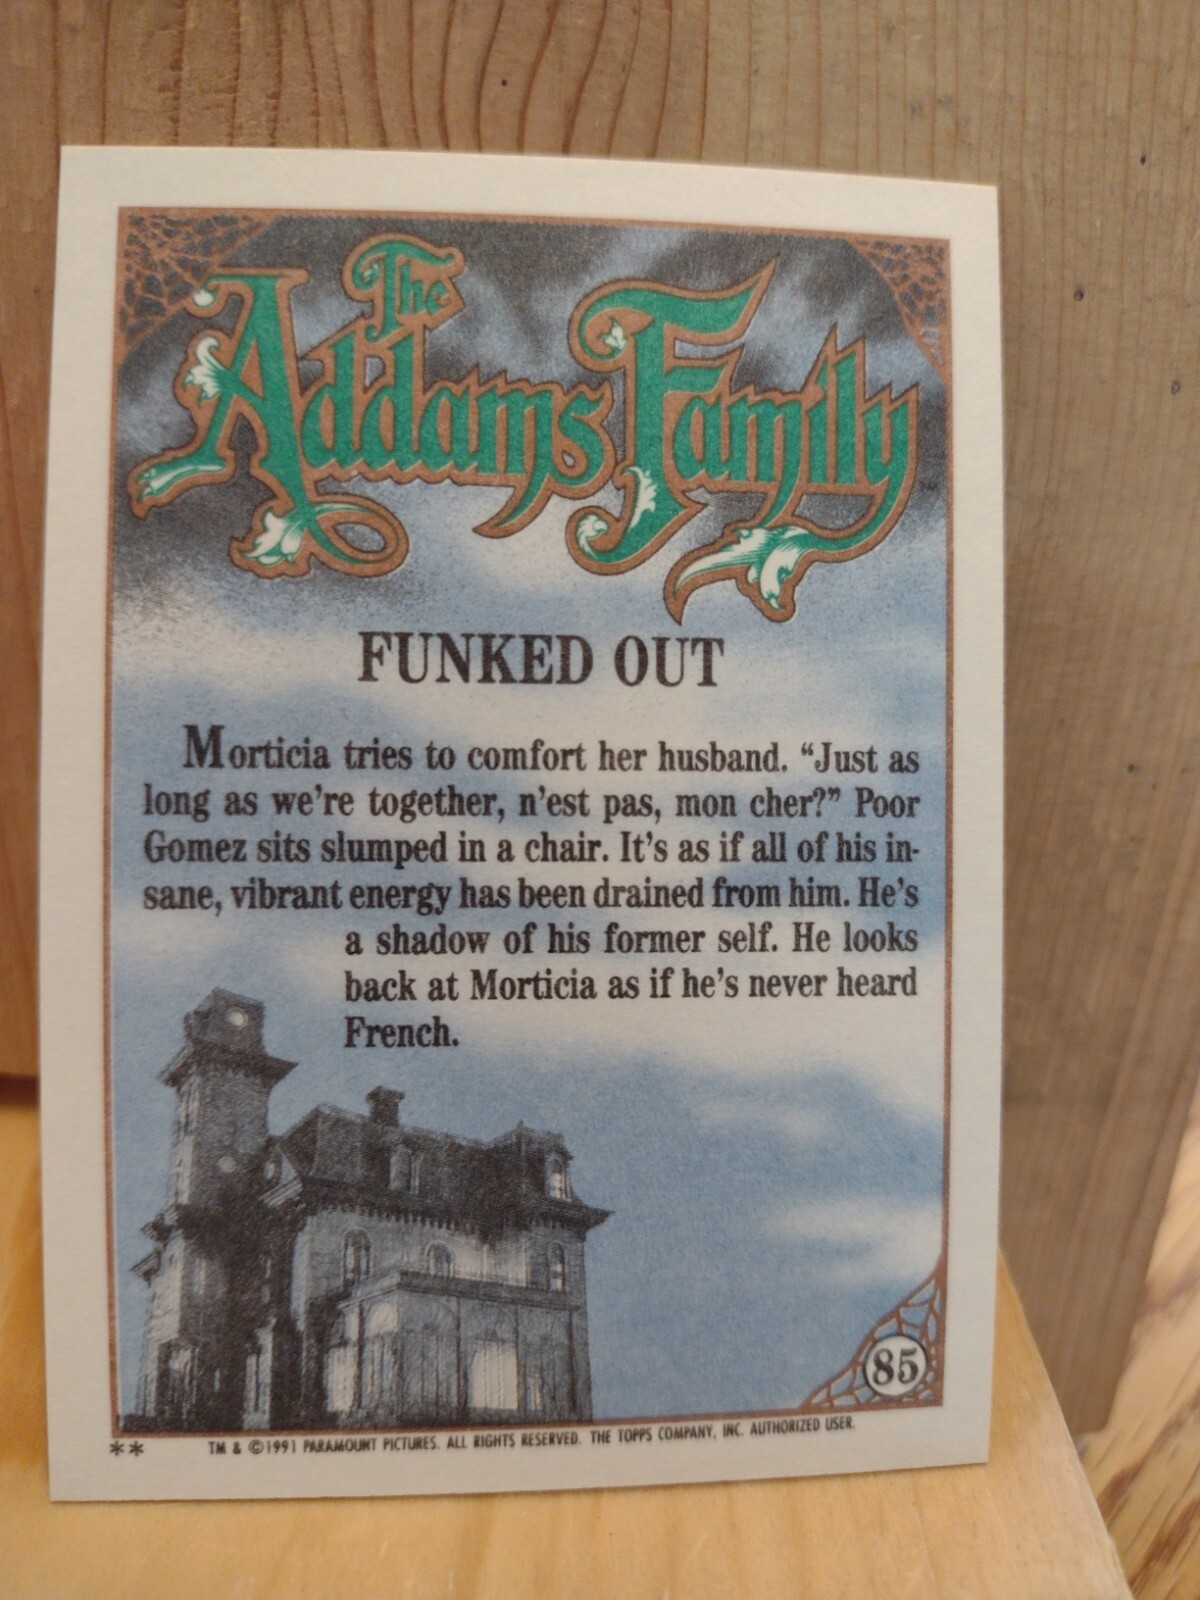 The
Addams Family
FUNKED OUT
Morticia tries to comfort her husband. “Just as
long as we’re together, n’est pas, mon cher?” Poor
Gomez sits slumped in a chair. It’s as if all of his in-
sane, vibrant energy has been drained from him. He’s
a shadow of his former self. He looks
back at Morticia as if he’s never heard
French.
85
** TM & ©1991 PARAMOUNT PICTURES. ALL RIGHTS RESERVED. THE TOPPS COMPANY, INC. AUTHORIZED USER.